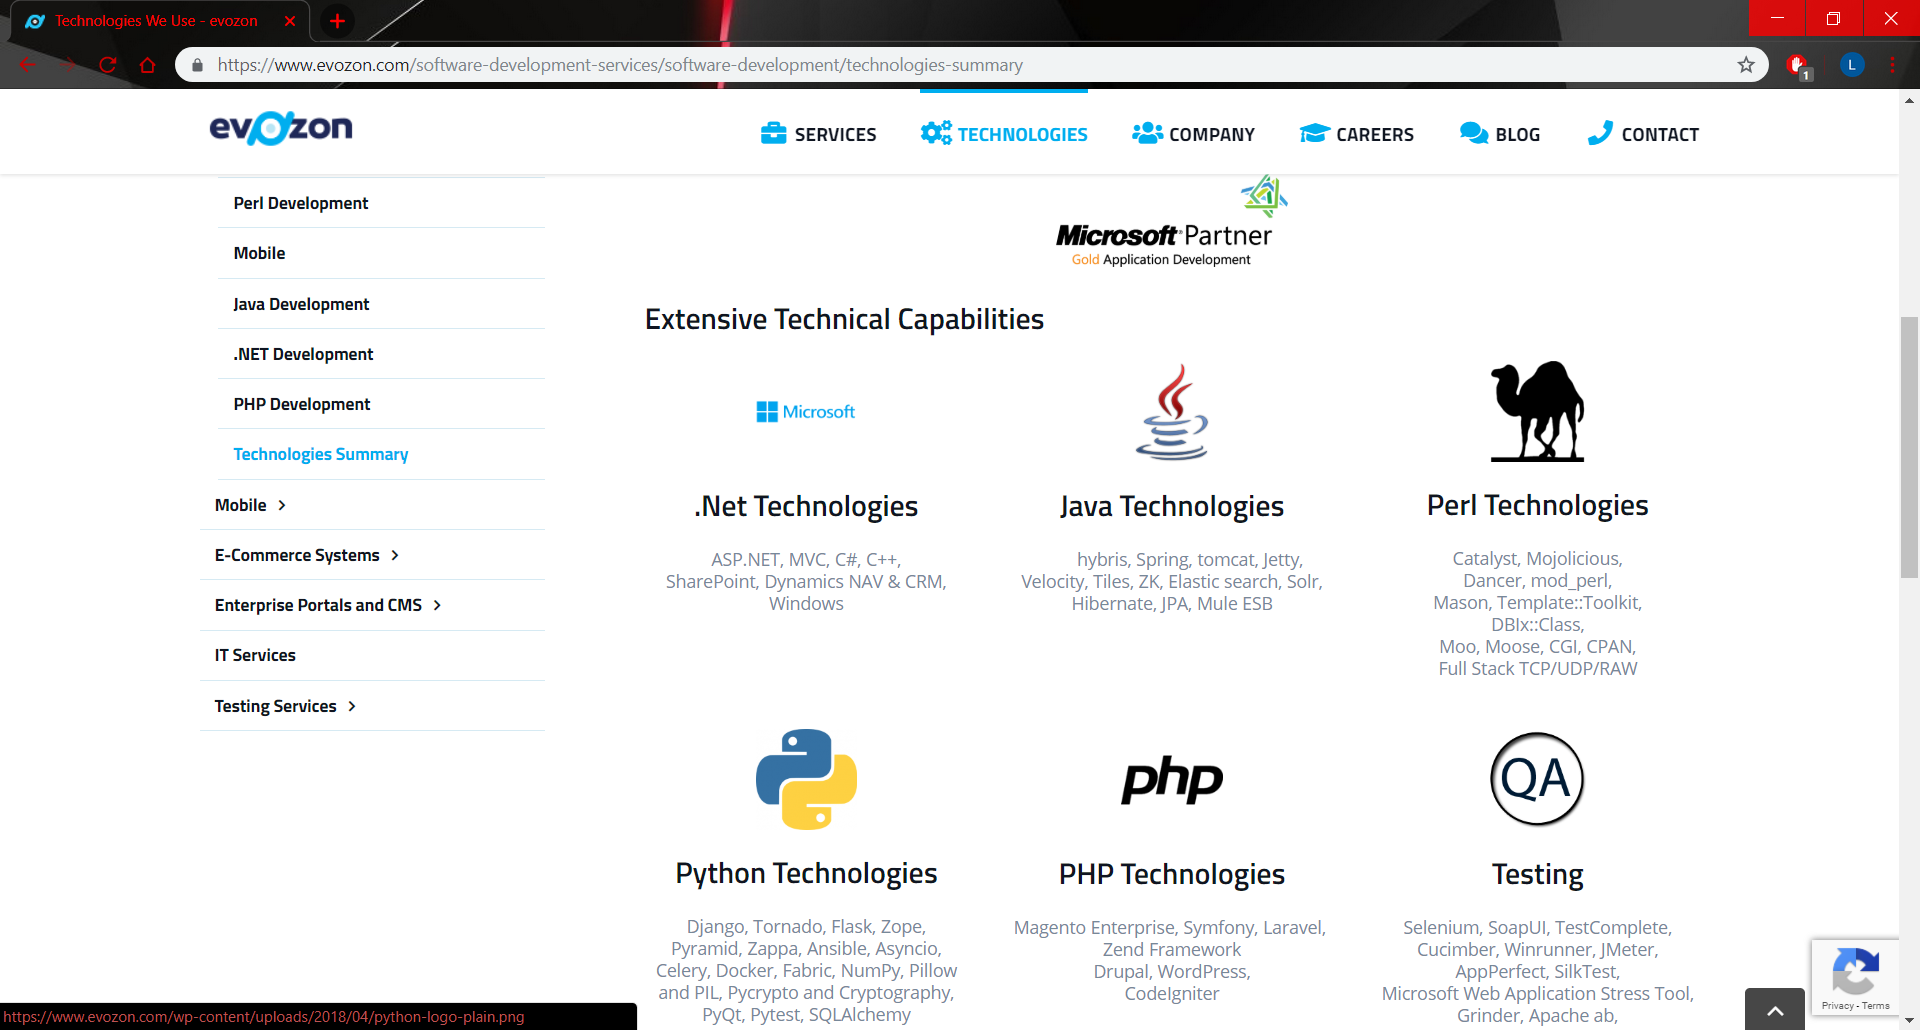 Technologies We Use - evozon
https://www.evozon.com/software-development-services/software-development/technologies-summary
1
L
evozon
SERVICES
TECHNOLOGIES
COMPANY
CAREERS
BLOG
CONTACT
Perl Development
Mobile
Java Development
.NET Development
PHP Development
Technologies Summary
Mobile
E-Commerce Systems
Enterprise Portals and CMS
IT Services
Testing Services
Microsoft Partner
Gold Application Development
Extensive Technical Capabilities
Microsoft
.Net Technologies
ASP.NET, MVC, C#, C++,
SharePoint, Dynamics NAV & CRM,
Windows
Java Technologies
hybris, Spring, tomcat, Jetty,
Velocity, Tiles, ZK, Elastic search, Solr,
Hibernate, JPA, Mule ESB
Perl Technologies
Catalyst, Mojolicious,
Dancer, mod_perl,
Mason, Template::Toolkit,
DBIx::Class,
Moo, Moose, CGI, CPAN,
Full Stack TCP/UDP/RAW
Python Technologies
Django, Tornado, Flask, Zope,
Pyramid, Zappa, Ansible, Asyncio,
Celery, Docker, Fabric, NumPy, Pillow
and PIL, Pycrypto and Cryptography,
PyQt, Pytest, SQLAlchemy
php
PHP Technologies
Magento Enterprise, Symfony, Laravel,
Zend Framework
Drupal, WordPress,
CodeIgniter
QA
Testing
Selenium, SoapUI, TestComplete,
Cucimber, Winrunner, JMeter,
AppPerfect, SilkTest,
Microsoft Web Application Stress Tool,
Grinder, Apache ab,
Privacy - Terms
https://www.evozon.com/wp-content/uploads/2018/04/python-logo-plain.png